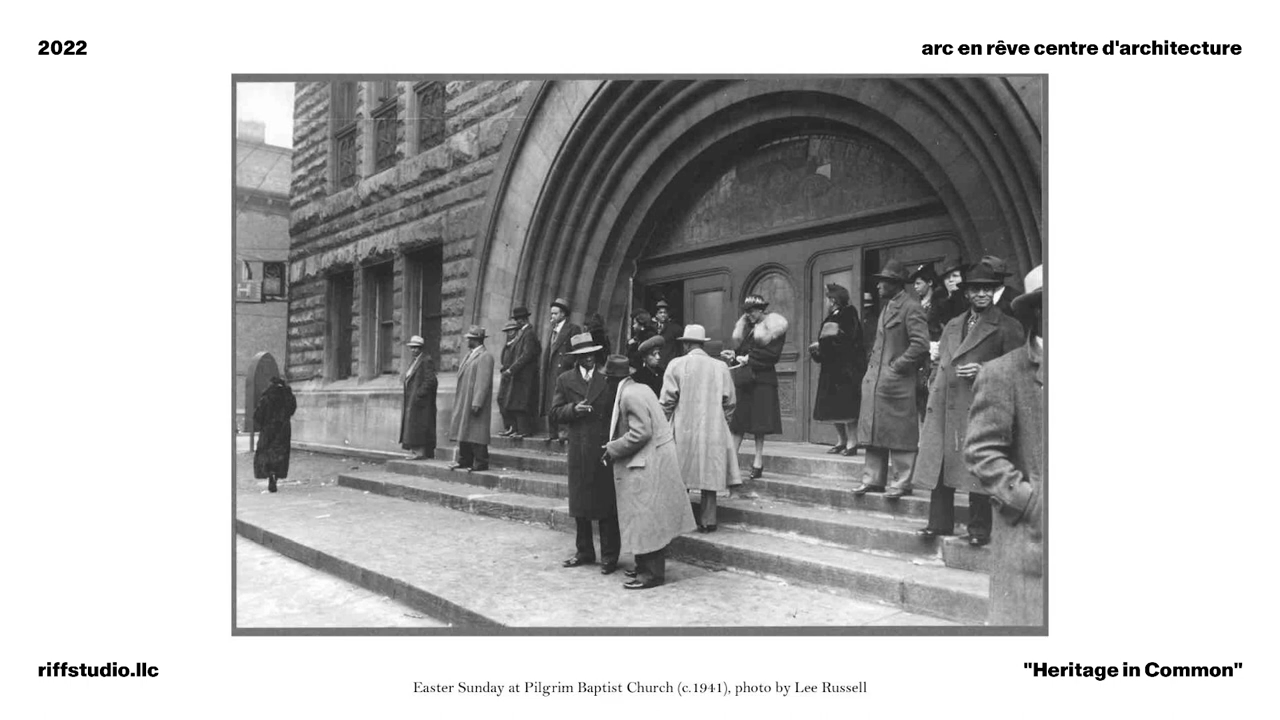 2022
arc en rêve centre d'architecture
riffstudio.llc
"Heritage in Common"
Easter Sunday at Pilgrim Baptist Church (c.1941), photo by Lee Russell